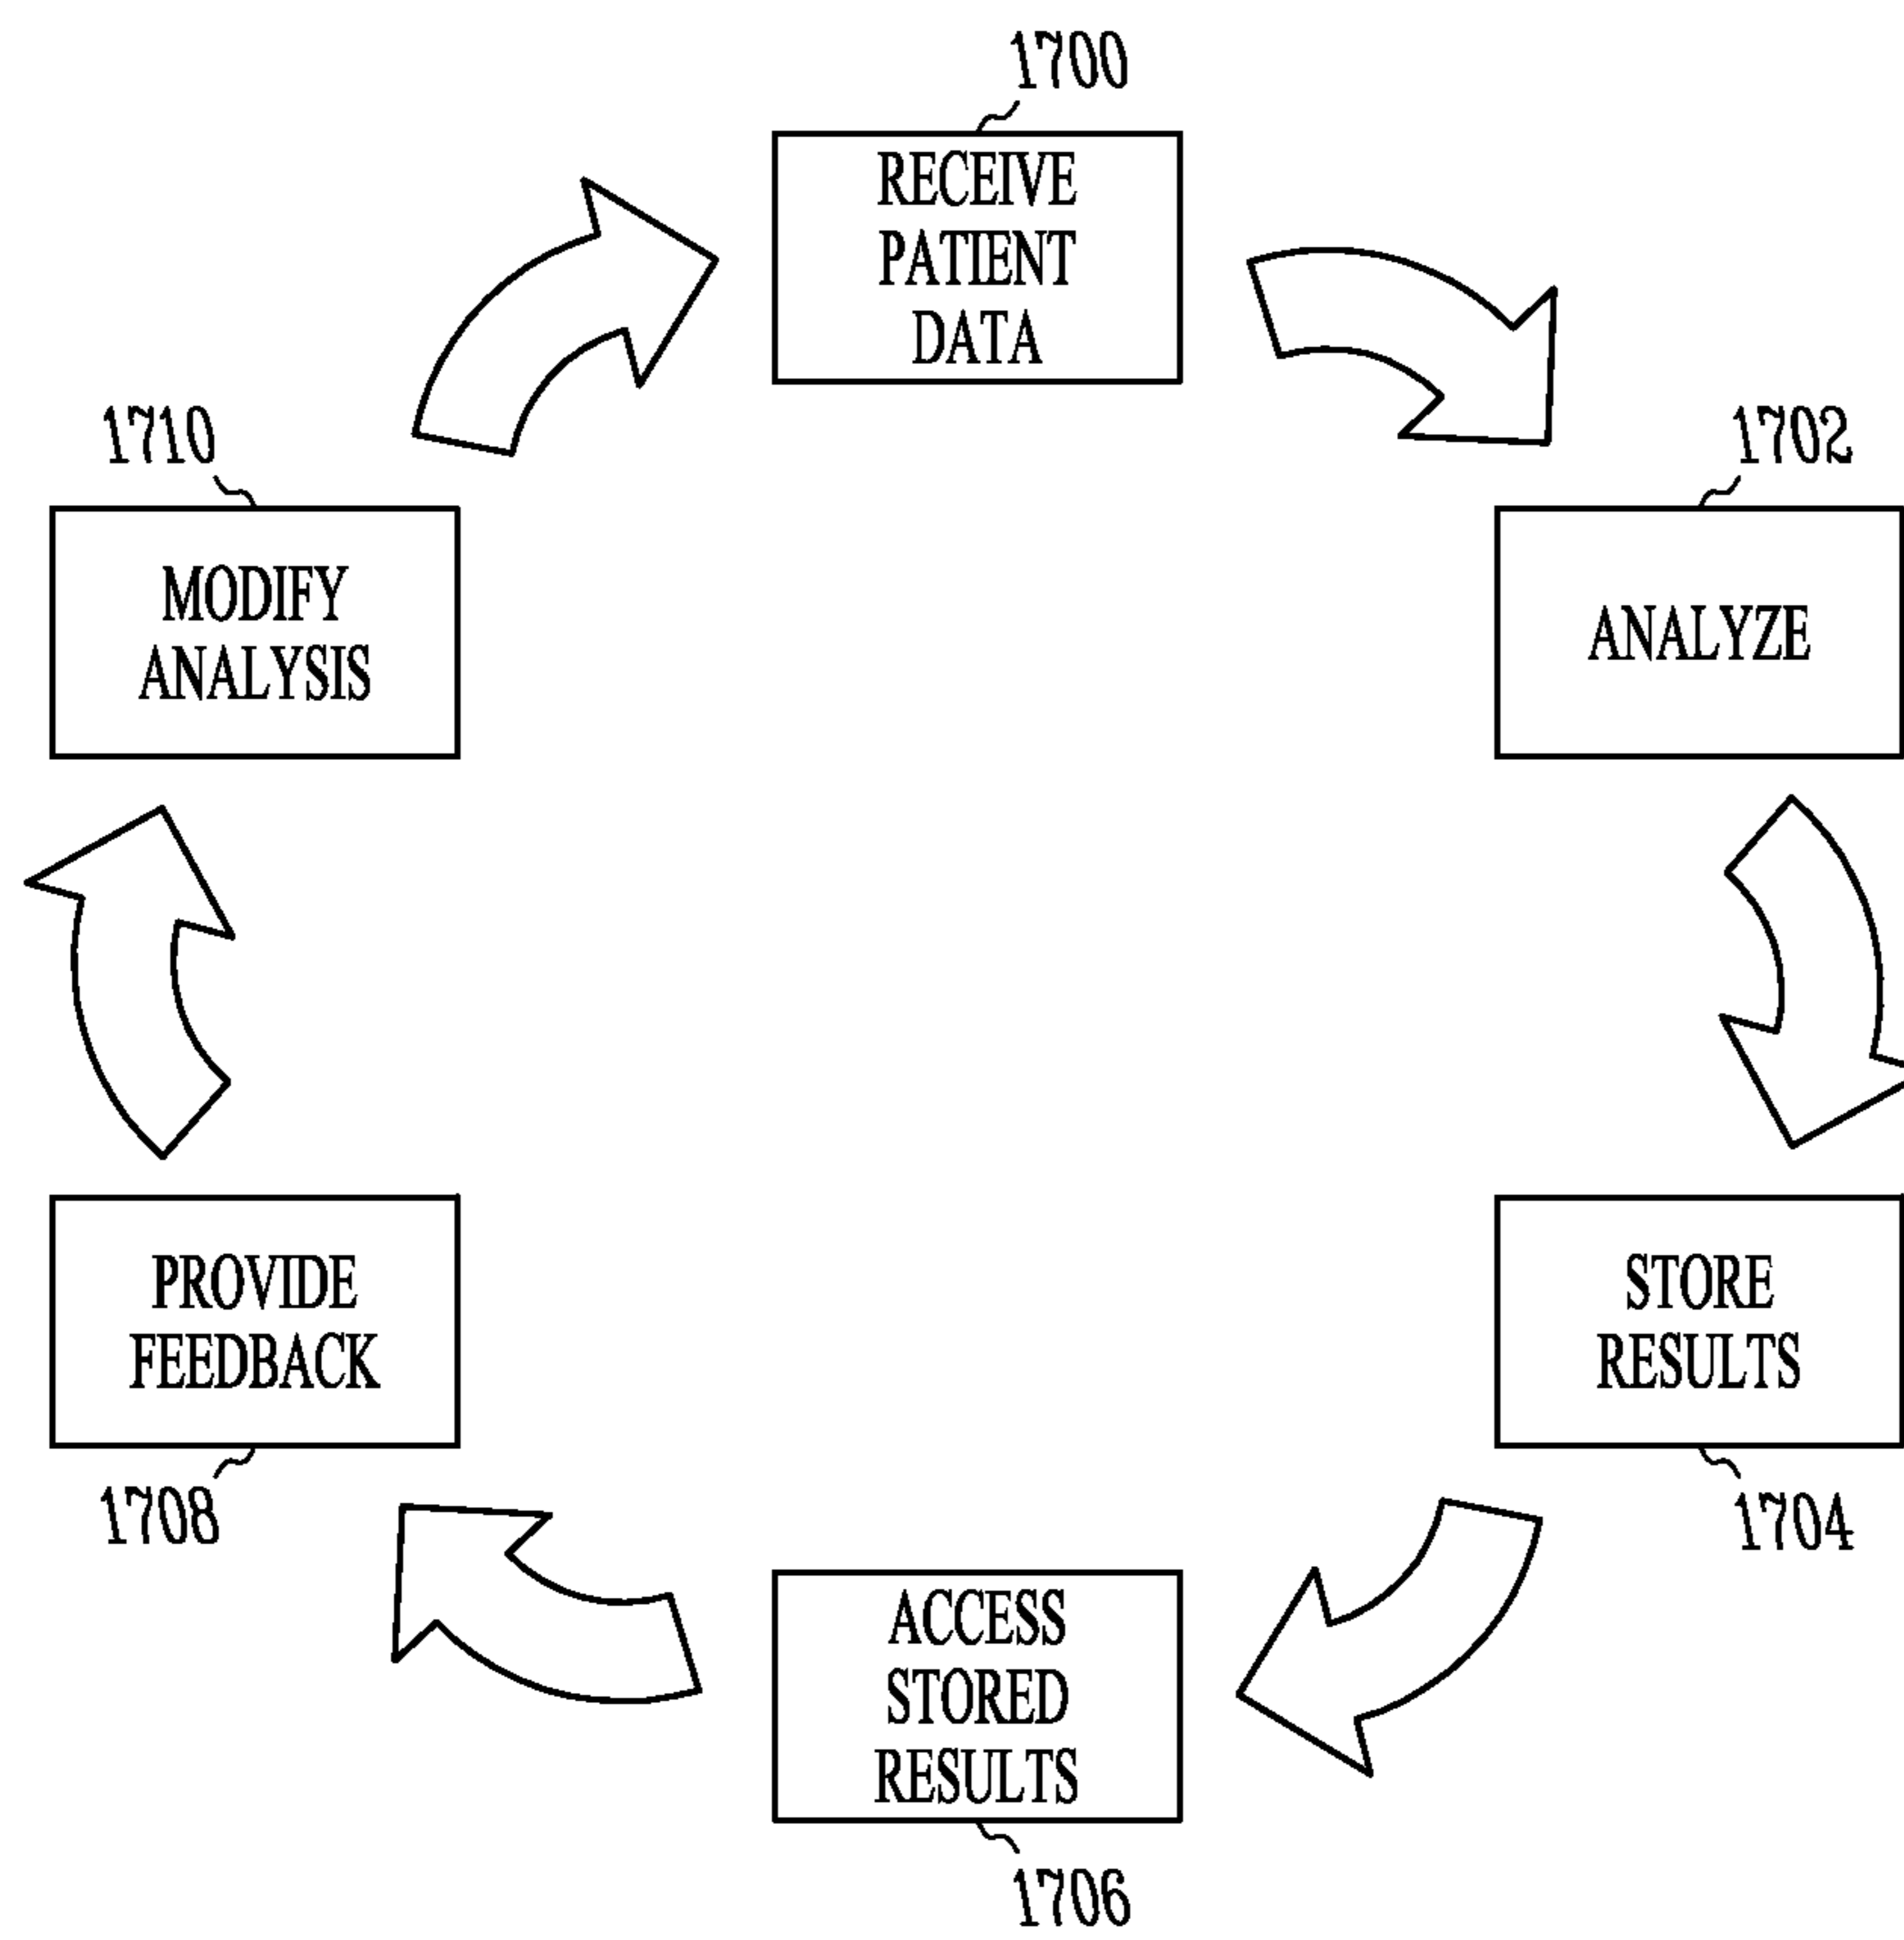 1700
RECEIVE
PATIENT
DATA
1710
MODIFY
ANALYSIS
1702
ANALYZE
PROVIDE
FEEDBACK
1708
STORE
RESULTS
1704
ACCESS
STORED
RESULTS
1706